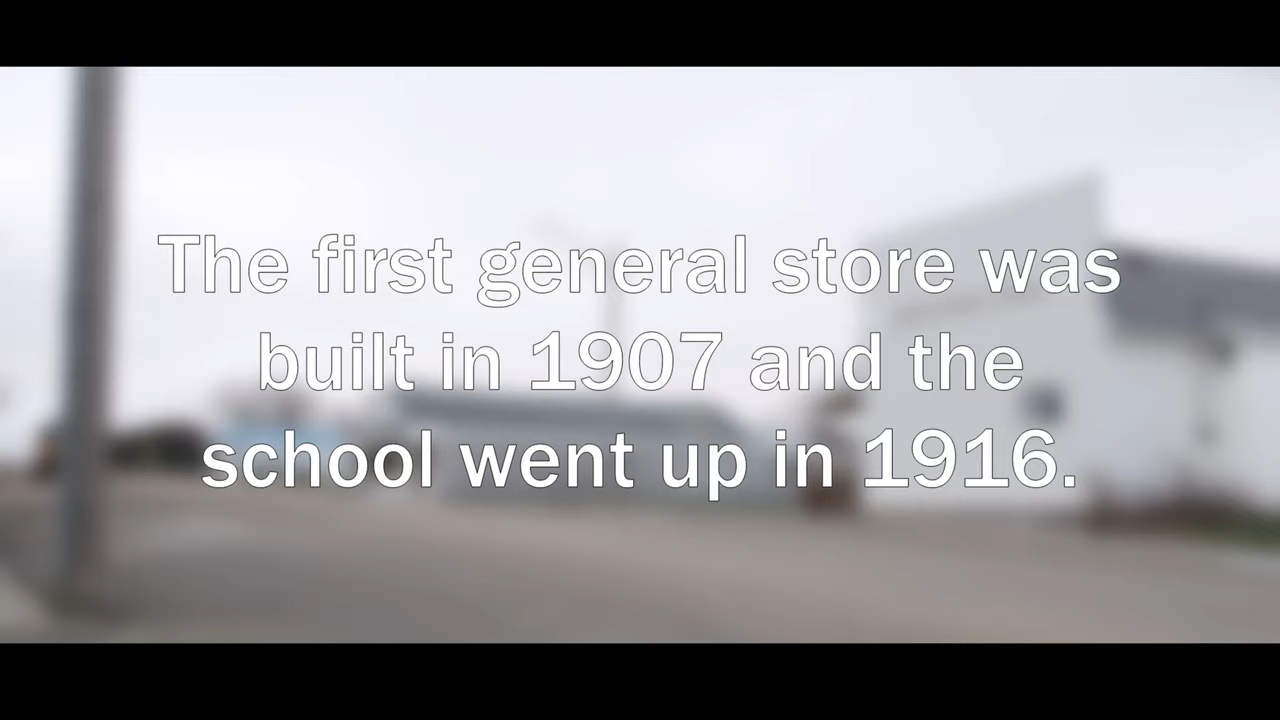 The first general store was
built in 1907 and the
school went up in 1916.